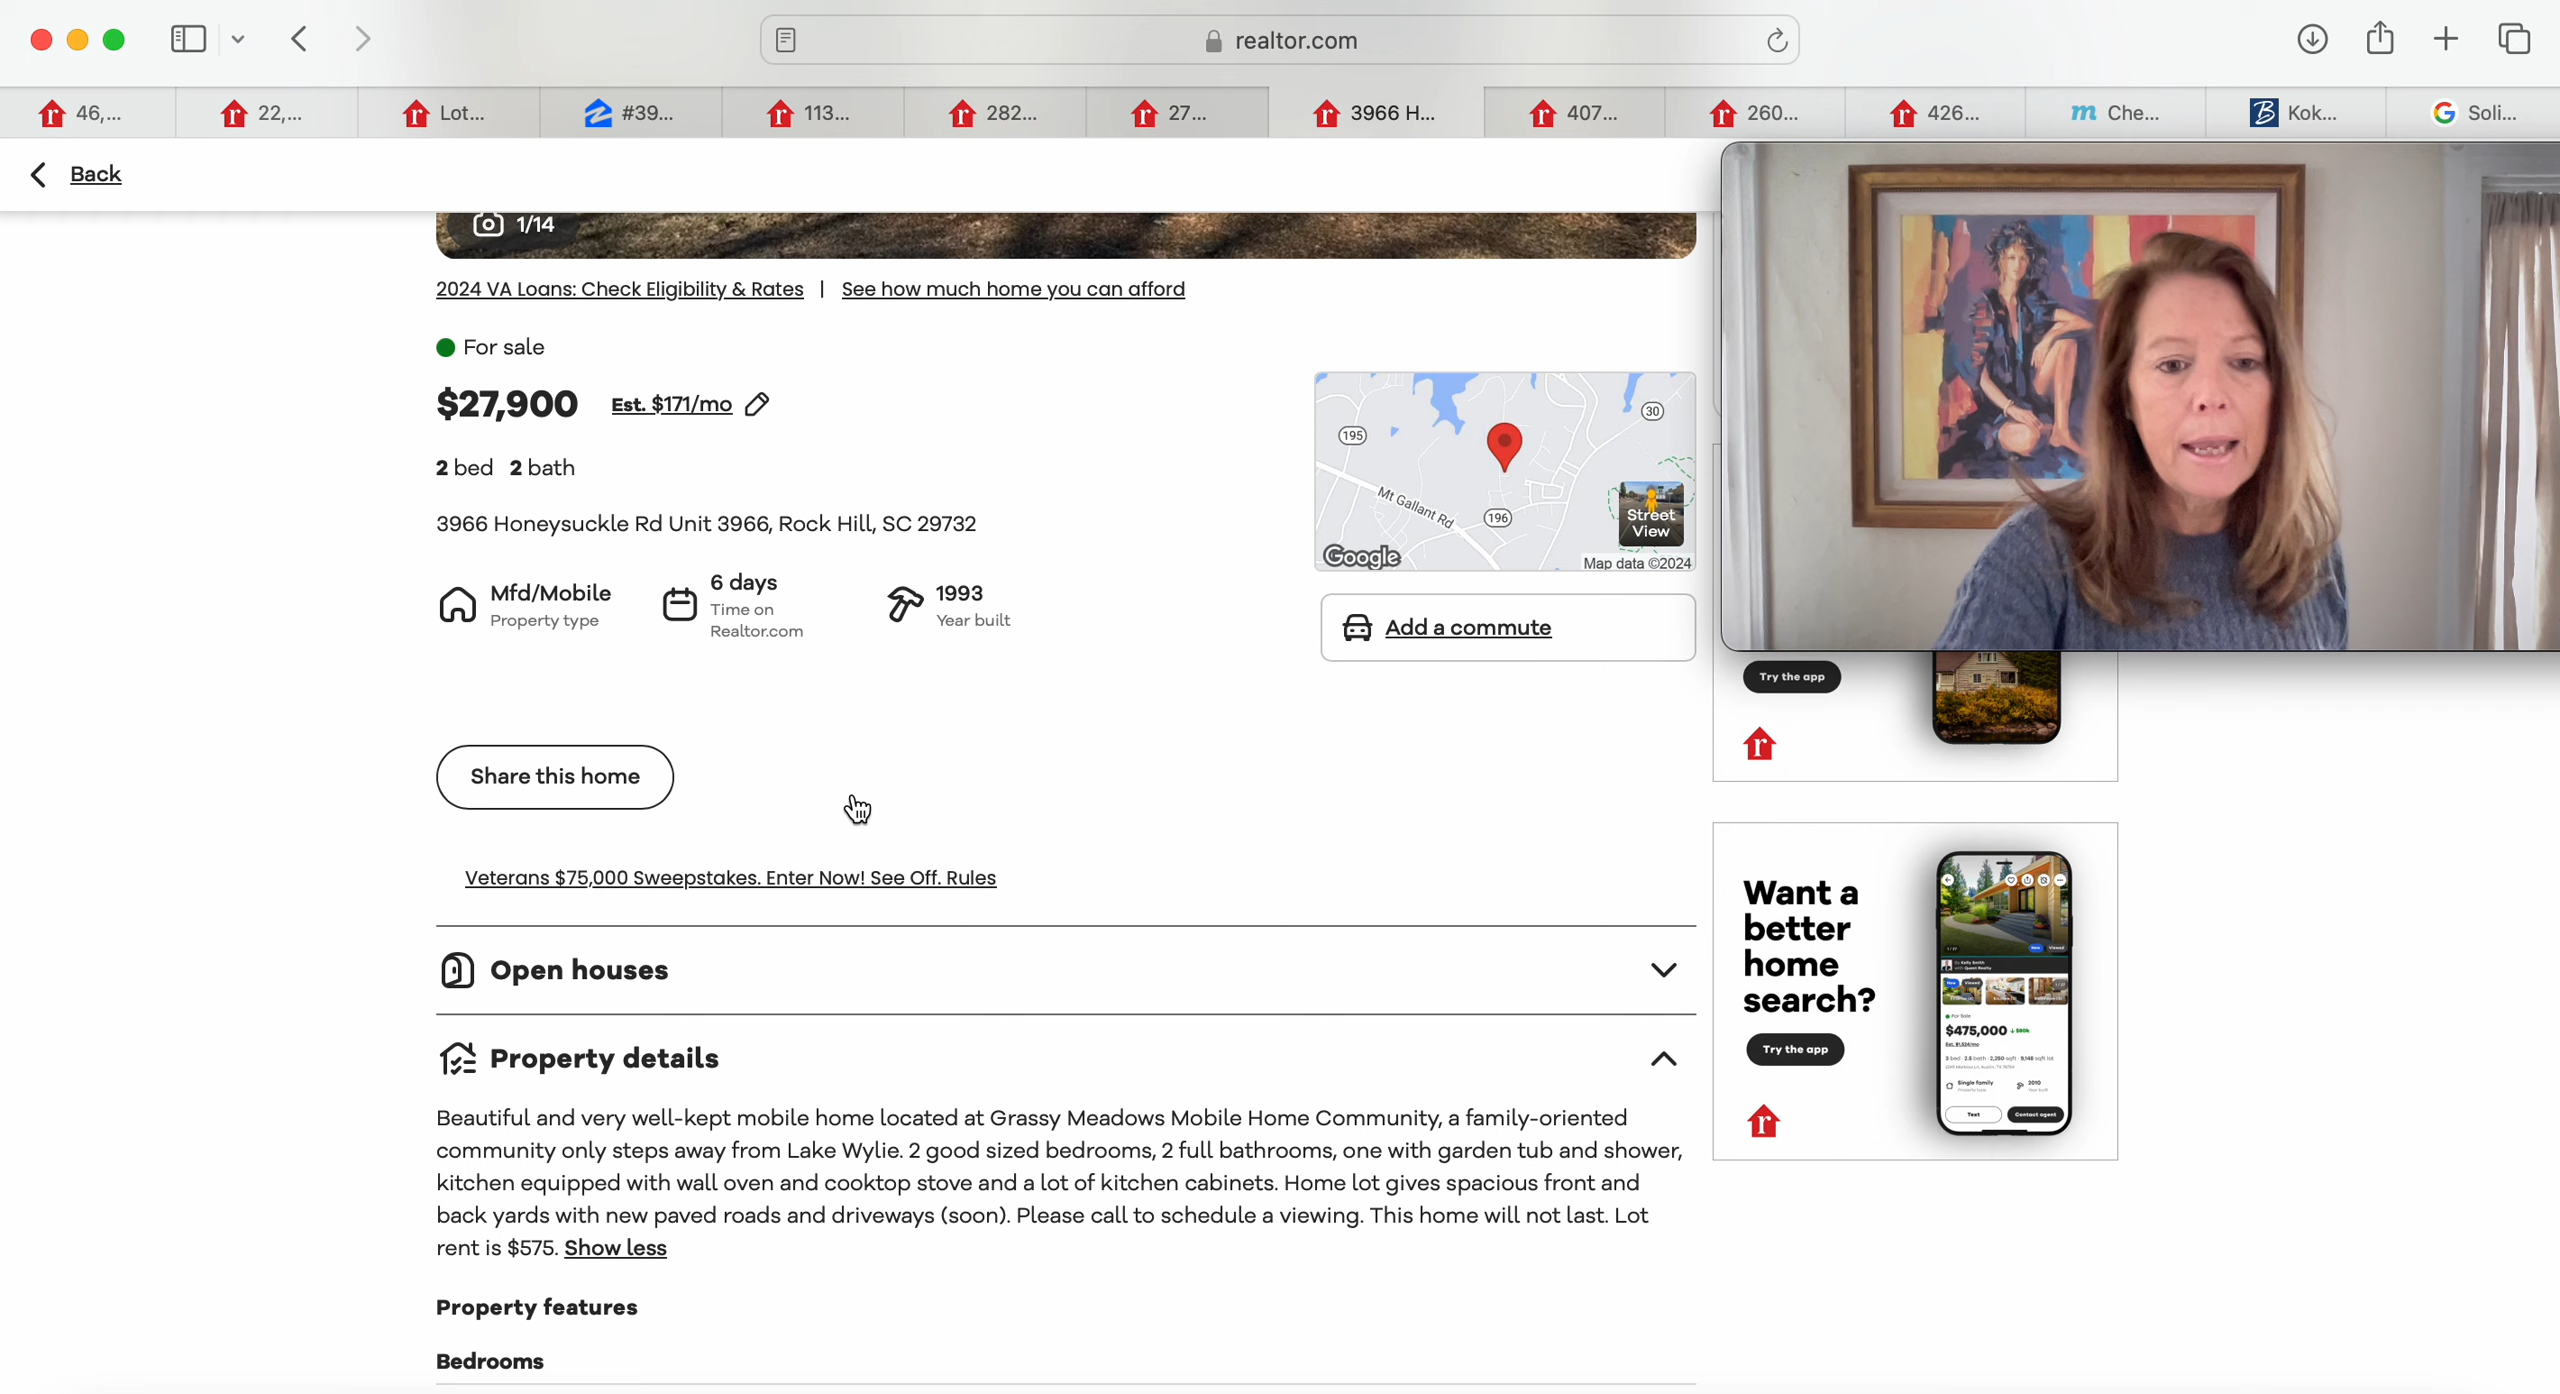 realtor.com
46,...
22,...
Lot...
#39...
113...
282...
27...
3966 H...
407...
260...
426...
Che...
Kok...
Soli...
Back
1/14
2024 VA Loans: Check Eligibility & Rates | See how much home you can afford
For sale
$27,900 Est. $171/mo
2 bed 2 bath
3966 Honeysuckle Rd Unit 3966, Rock Hill, SC 29732
Mfd/Mobile
Property type
6 days
Time on
Realtor.com
1993
Year built
30
195
Mt Gallant Rd
196
Street
View
Google
Map data ©2024
Add a commute
Try the app
Share this home
Veterans $75,000 Sweepstakes. Enter Now! See Off. Rules
Open houses
Property details
Beautiful and very well-kept mobile home located at Grassy Meadows Mobile Home Community, a family-oriented
community only steps away from Lake Wylie. 2 good sized bedrooms, 2 full bathrooms, one with garden tub and shower,
kitchen equipped with wall oven and cooktop stove and a lot of kitchen cabinets. Home lot gives spacious front and
back yards with new paved roads and driveways (soon). Please call to schedule a viewing. This home will not last. Lot
rent is $575. Show less
Property features
Bedrooms
Want a
better
home
search?
Try the app
For Sale
$475,000
Single family
2010
Text
Contact agent